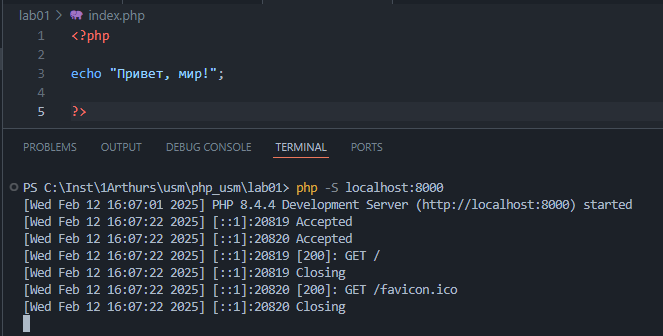 lab01 > index.php
1 <?php
2
3 echo "Привет, мир!";
4
5 ?>
PROBLEMS OUTPUT DEBUG CONSOLE TERMINAL PORTS
PS C:\Inst\1Arthurs\usm\php_usm\lab01> php -S localhost:8000
[Wed Feb 12 16:07:01 2025] PHP 8.4.4 Development Server (http://localhost:8000) started
[Wed Feb 12 16:07:22 2025] [::1]:20819 Accepted
[Wed Feb 12 16:07:22 2025] [::1]:20820 Accepted
[Wed Feb 12 16:07:22 2025] [::1]:20819 [200]: GET /
[Wed Feb 12 16:07:22 2025] [::1]:20819 Closing
[Wed Feb 12 16:07:22 2025] [::1]:20820 [200]: GET /favicon.ico
[Wed Feb 12 16:07:22 2025] [::1]:20820 Closing